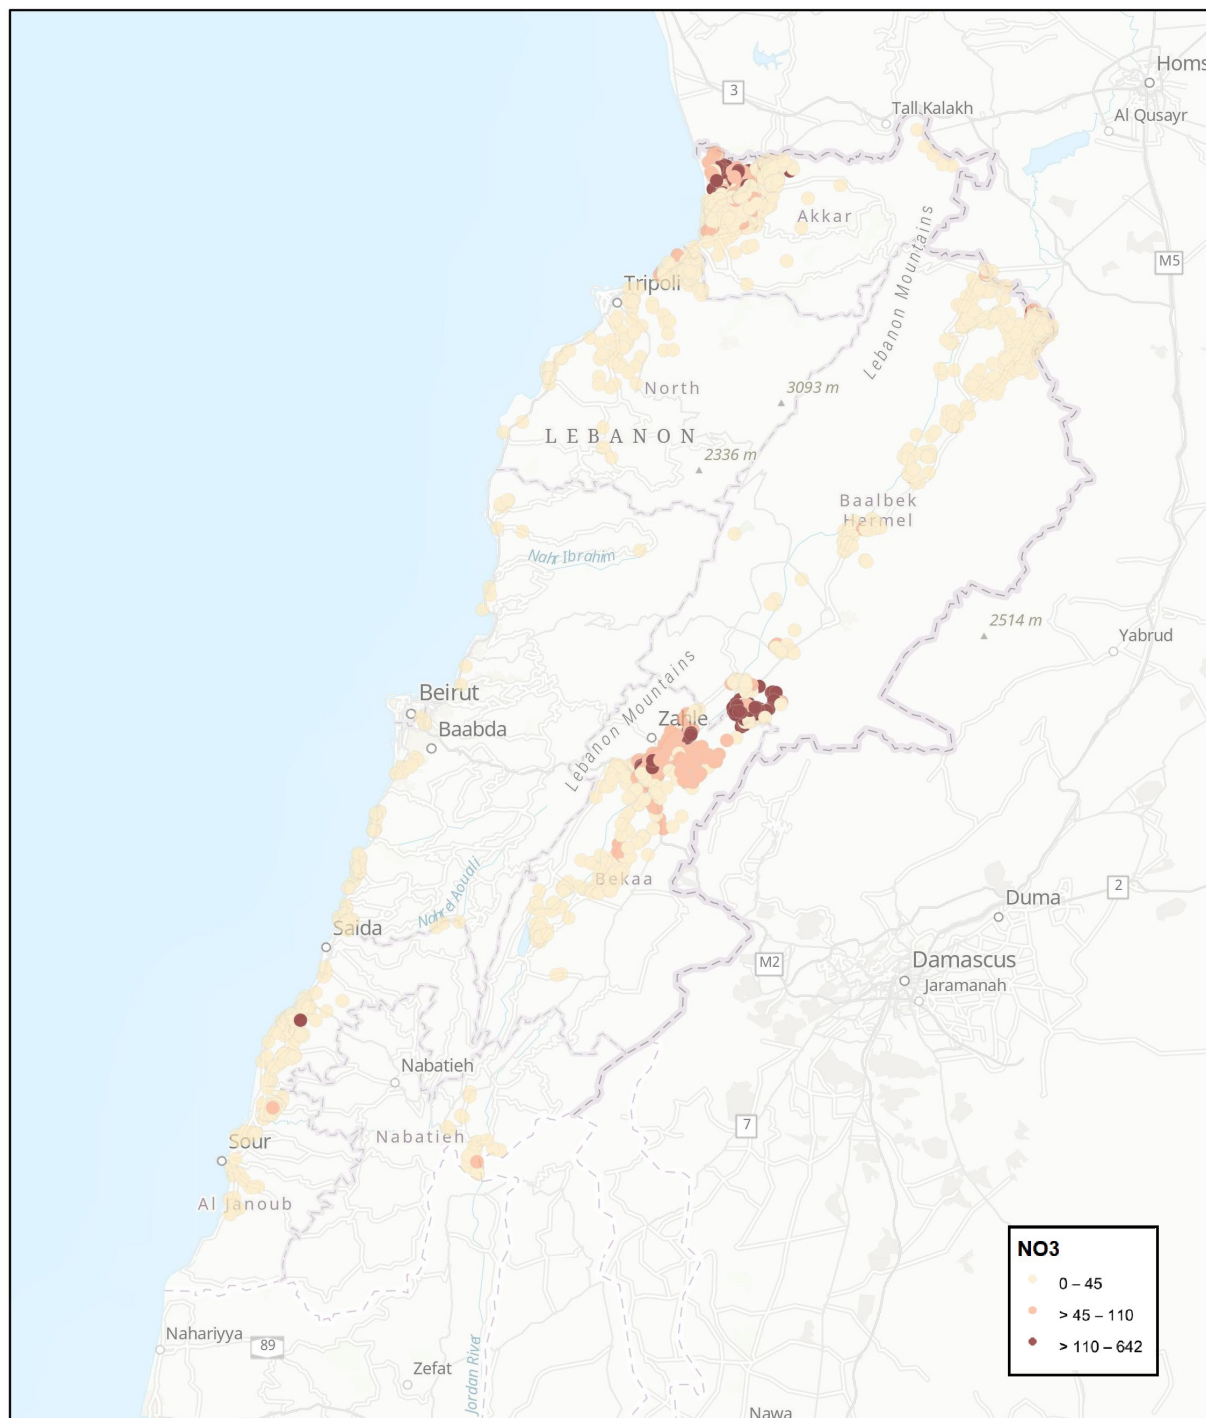 Homs
3
Tall Kalakh
Al Qusayr
Akkar
Lebanon Mountains
M5
Tripoli
North
3093 m
LEBANON
2336 m
Baalbek
Hermel
Nahr Ibrahim
2514 m
Yabrud
Beirut
Zahle
Baabda
Lebanon Mountains
Bekaa
Nahr el Aouali
2
Duma
Saida
M2
Damascus
Jaramanah
Nabatieh
7
Nabatieh
Sour
Al Janoub
NO3
0 – 45
> 45 – 110
> 110 – 642
Nahariyya
89
Zefat
Jordan River
Nawa